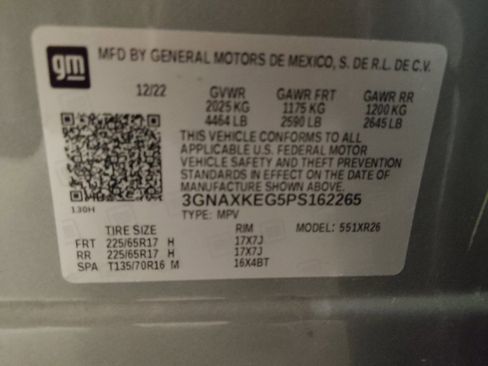 gm
MFD BY GENERAL MOTORS DE MEXICO, S. DE R.L. DE C.V.
12/22 GVWR GAWR FRT GAWR RR
2025 KG 1175 KG 1200 KG
4464 LB 2590 LB 2645 LB
THIS VEHICLE CONFORMS TO ALL
APPLICABLE U.S. FEDERAL MOTOR
VEHICLE SAFETY AND THEFT PREVENTION
STANDARDS IN EFFECT ON THE DATE OF
MANUFACTURE SHOWN ABOVE.
130H 3GNAXKEG5PS162265
TYPE: MPV
TIRE SIZE RIM MODEL: 551XR26
FRT 225/65R17 H 17X7J
RR 225/65R17 H 17X7J
SPA T135/70R16 M 16X4BT